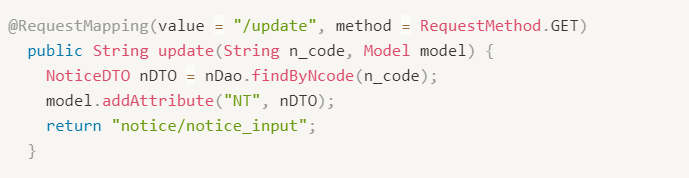 @RequestMapping(value = "/update", method = RequestMethod.GET)
public String update(String n_code, Model model) {
NoticeDTO nDTO = nDao.findByNcode(n_code);
model.addAttribute("NT", nDTO);
return "notice/notice_input";
}